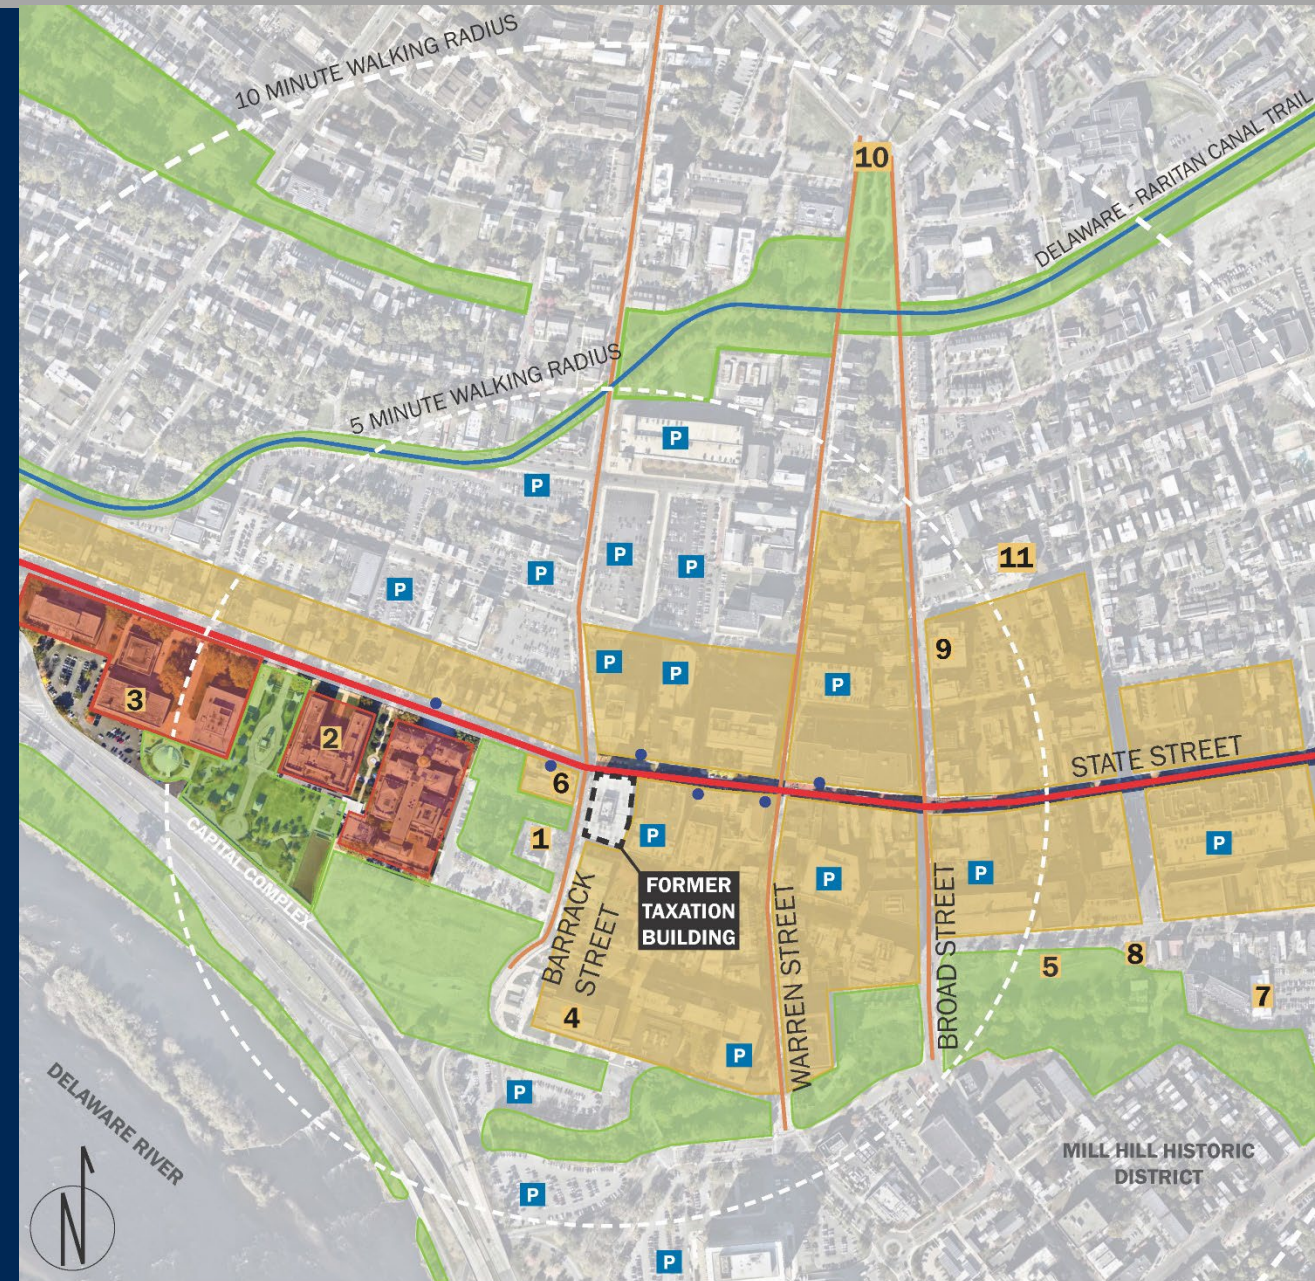 10 MINUTE WALKING RADIUS
10
DELAWARE - RARITAN CANAL TRAIL
5 MINUTE WALKING RADIUS
P
P
P
P
P
P
11
9
P
P
P
3
2
STATE STREET
6
1
P
P
CAPITAL COMPLEX
FORMER
TAXATION
BUILDING
P
P
BARRACK
STREET
WARREN STREET
BROAD STREET
5
8
7
4
P
P
DELAWARE RIVER
MILL HILL HISTORIC
DISTRICT
P
P
N